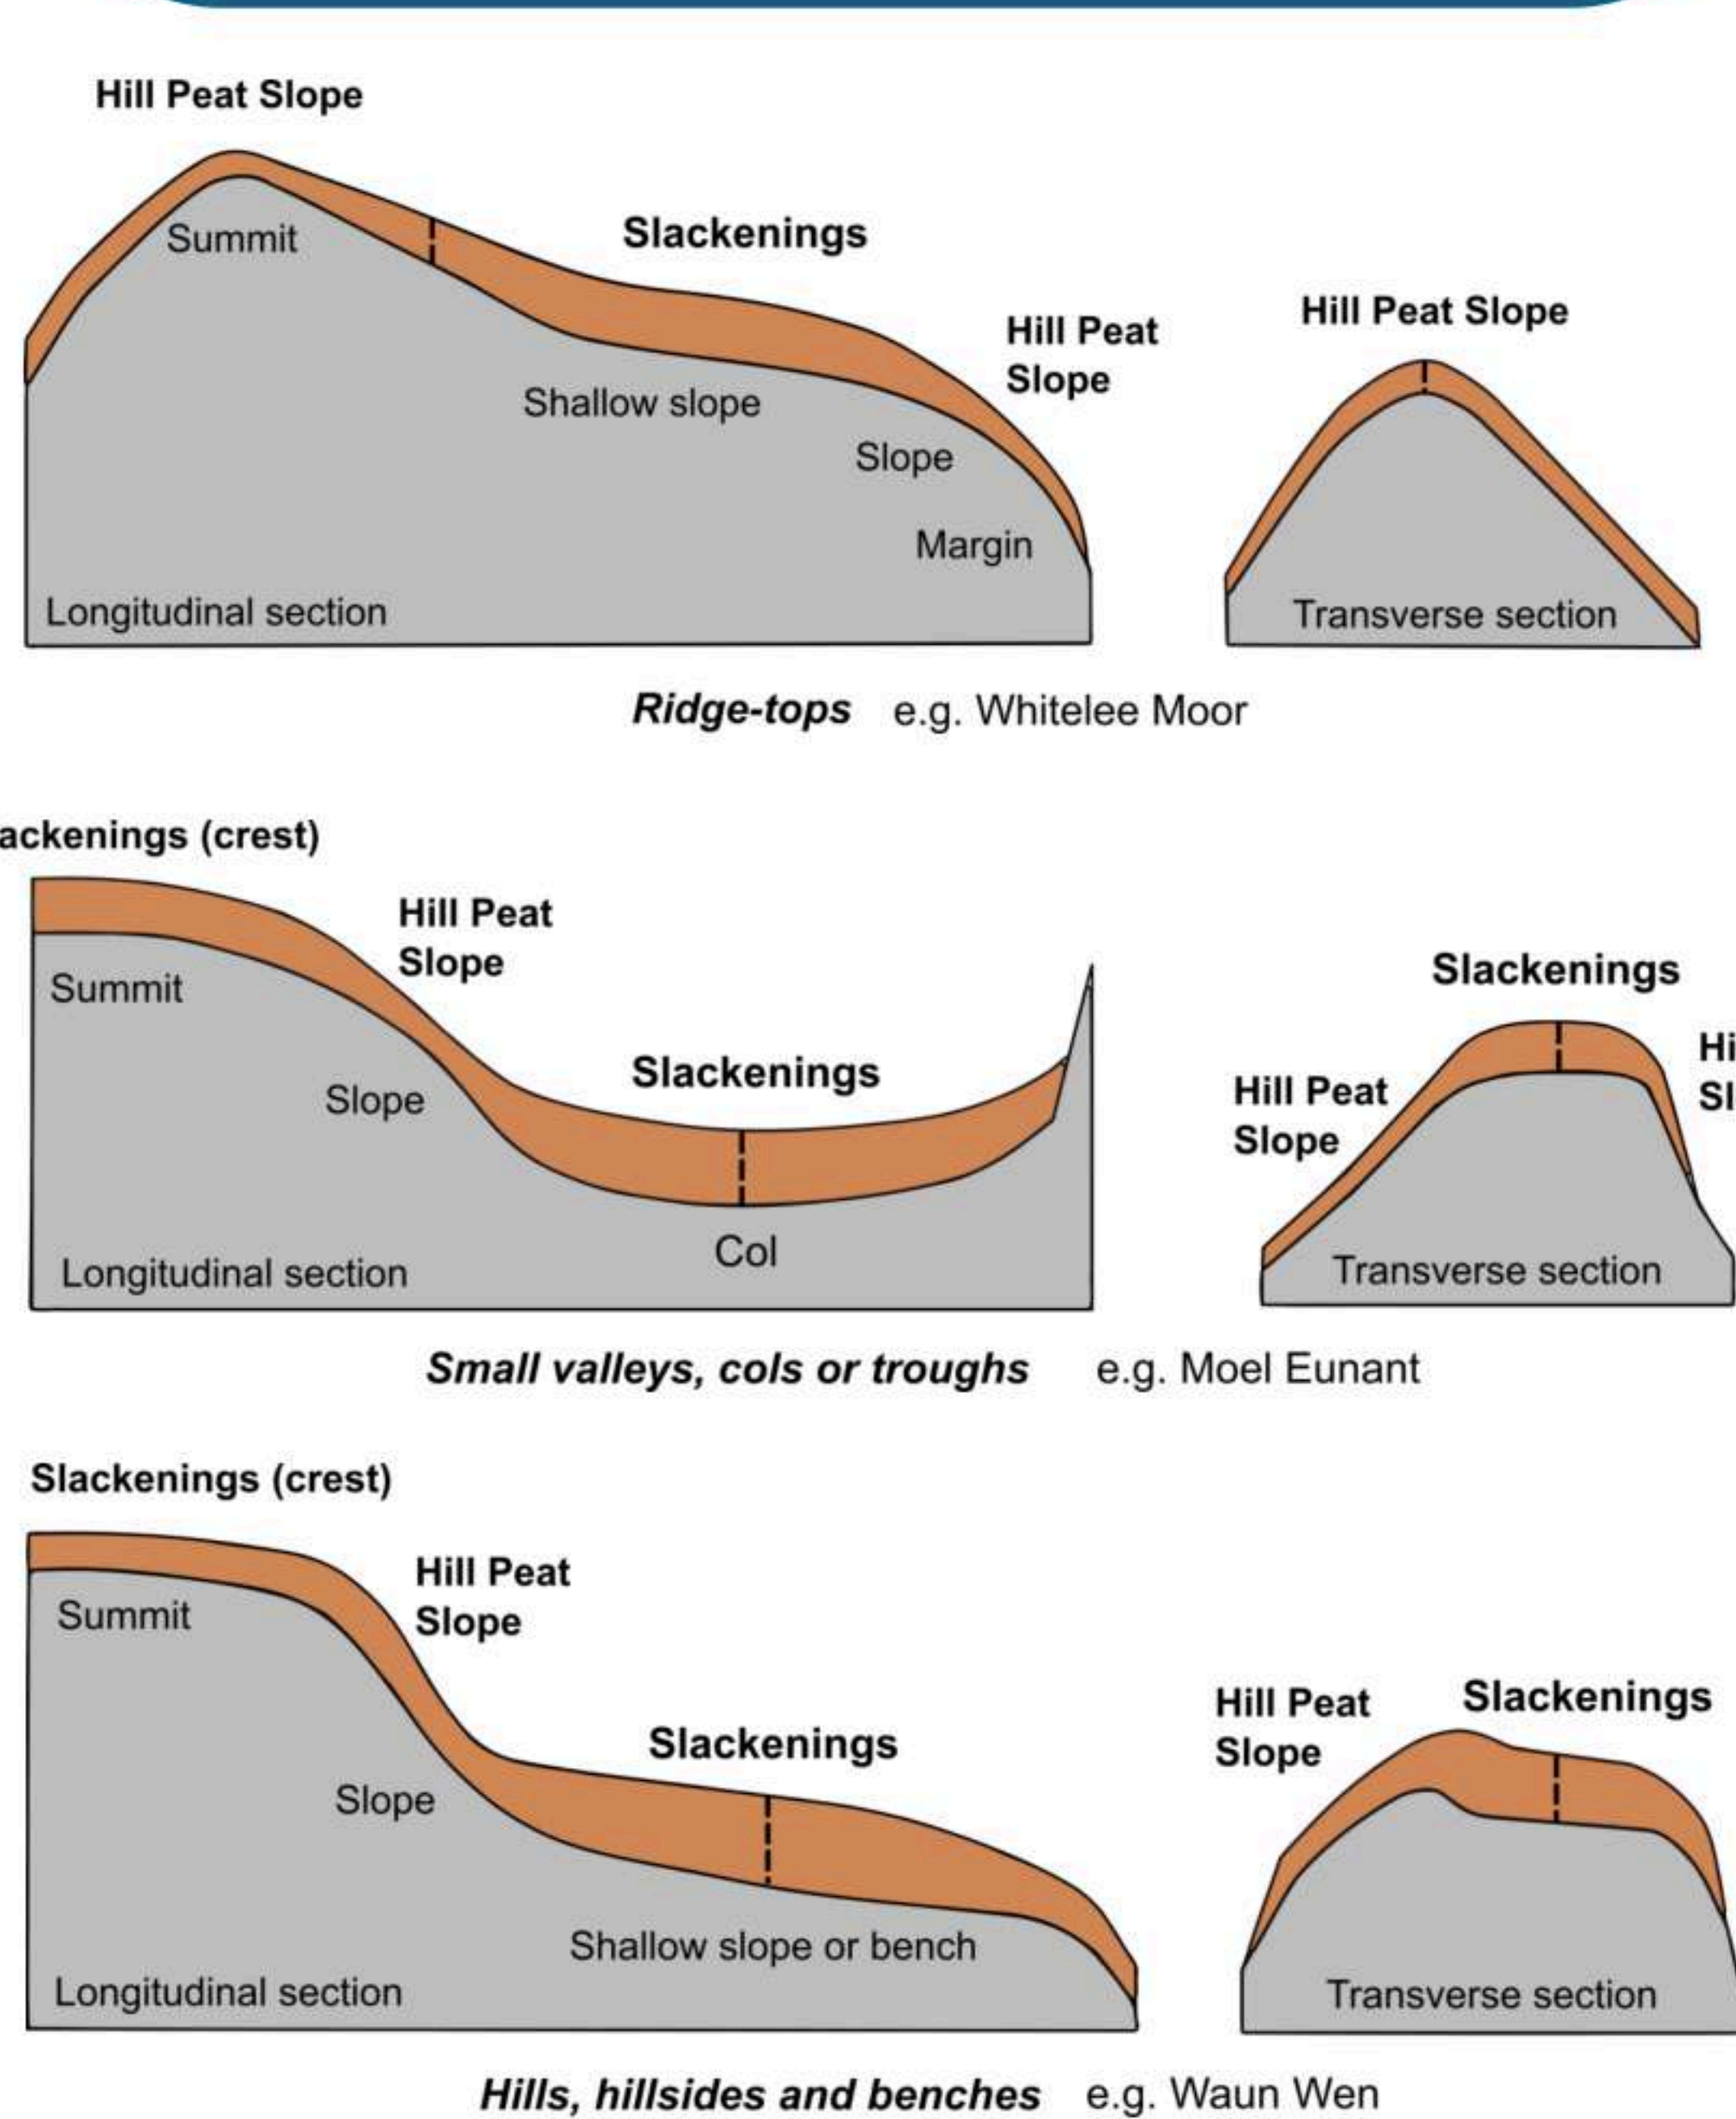 Hill Peat Slope
Summit
Slackenings
Hill Peat
Slope
Shallow slope
Slope
Margin
Longitudinal section
Hill Peat Slope
Transverse section
Ridge-tops e.g. Whitelee Moor
ackenings (crest)
Hill Peat
Slope
Summit
Slope
Slackenings
Col
Longitudinal section
Slackenings
Hill Peat
Slope
Hi
Sl
Transverse section
Small valleys, cols or troughs e.g. Moel Eunant
Slackenings (crest)
Hill Peat
Slope
Summit
Slope
Slackenings
Shallow slope or bench
Longitudinal section
Hill Peat
Slope
Slackenings
Transverse section
Hills, hillsides and benches e.g. Waun Wen